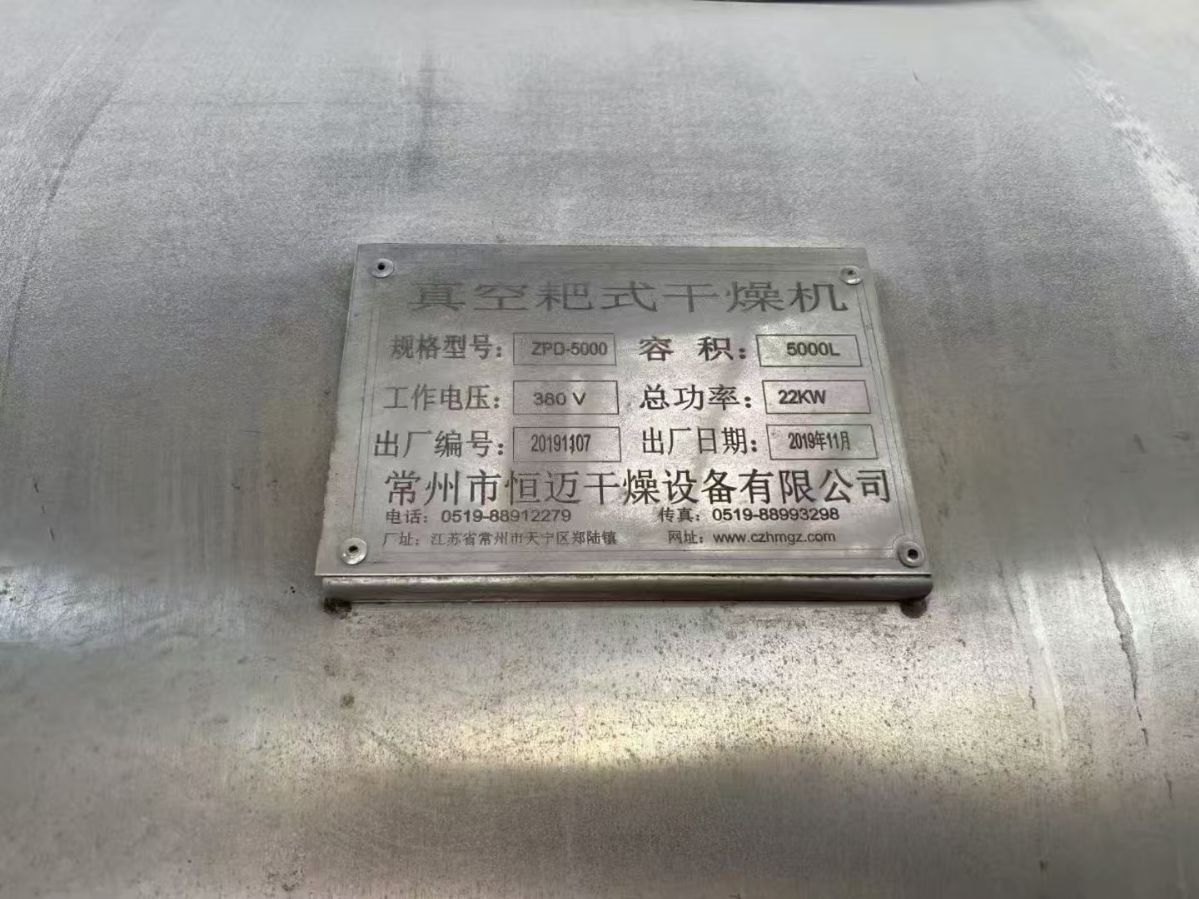 真空耙式干燥机
规格型号： ZPD-5000 容积： 5000L
工作电压： 380V 总功率： 22KW
出厂编号： 20191107 出厂日期： 2019年11月
常州市恒迈干燥设备有限公司
电话：0519-88912279 传真：0519-88993298
厂址：江苏省常州市天宁区郑陆镇 网址：www.czhmgz.com